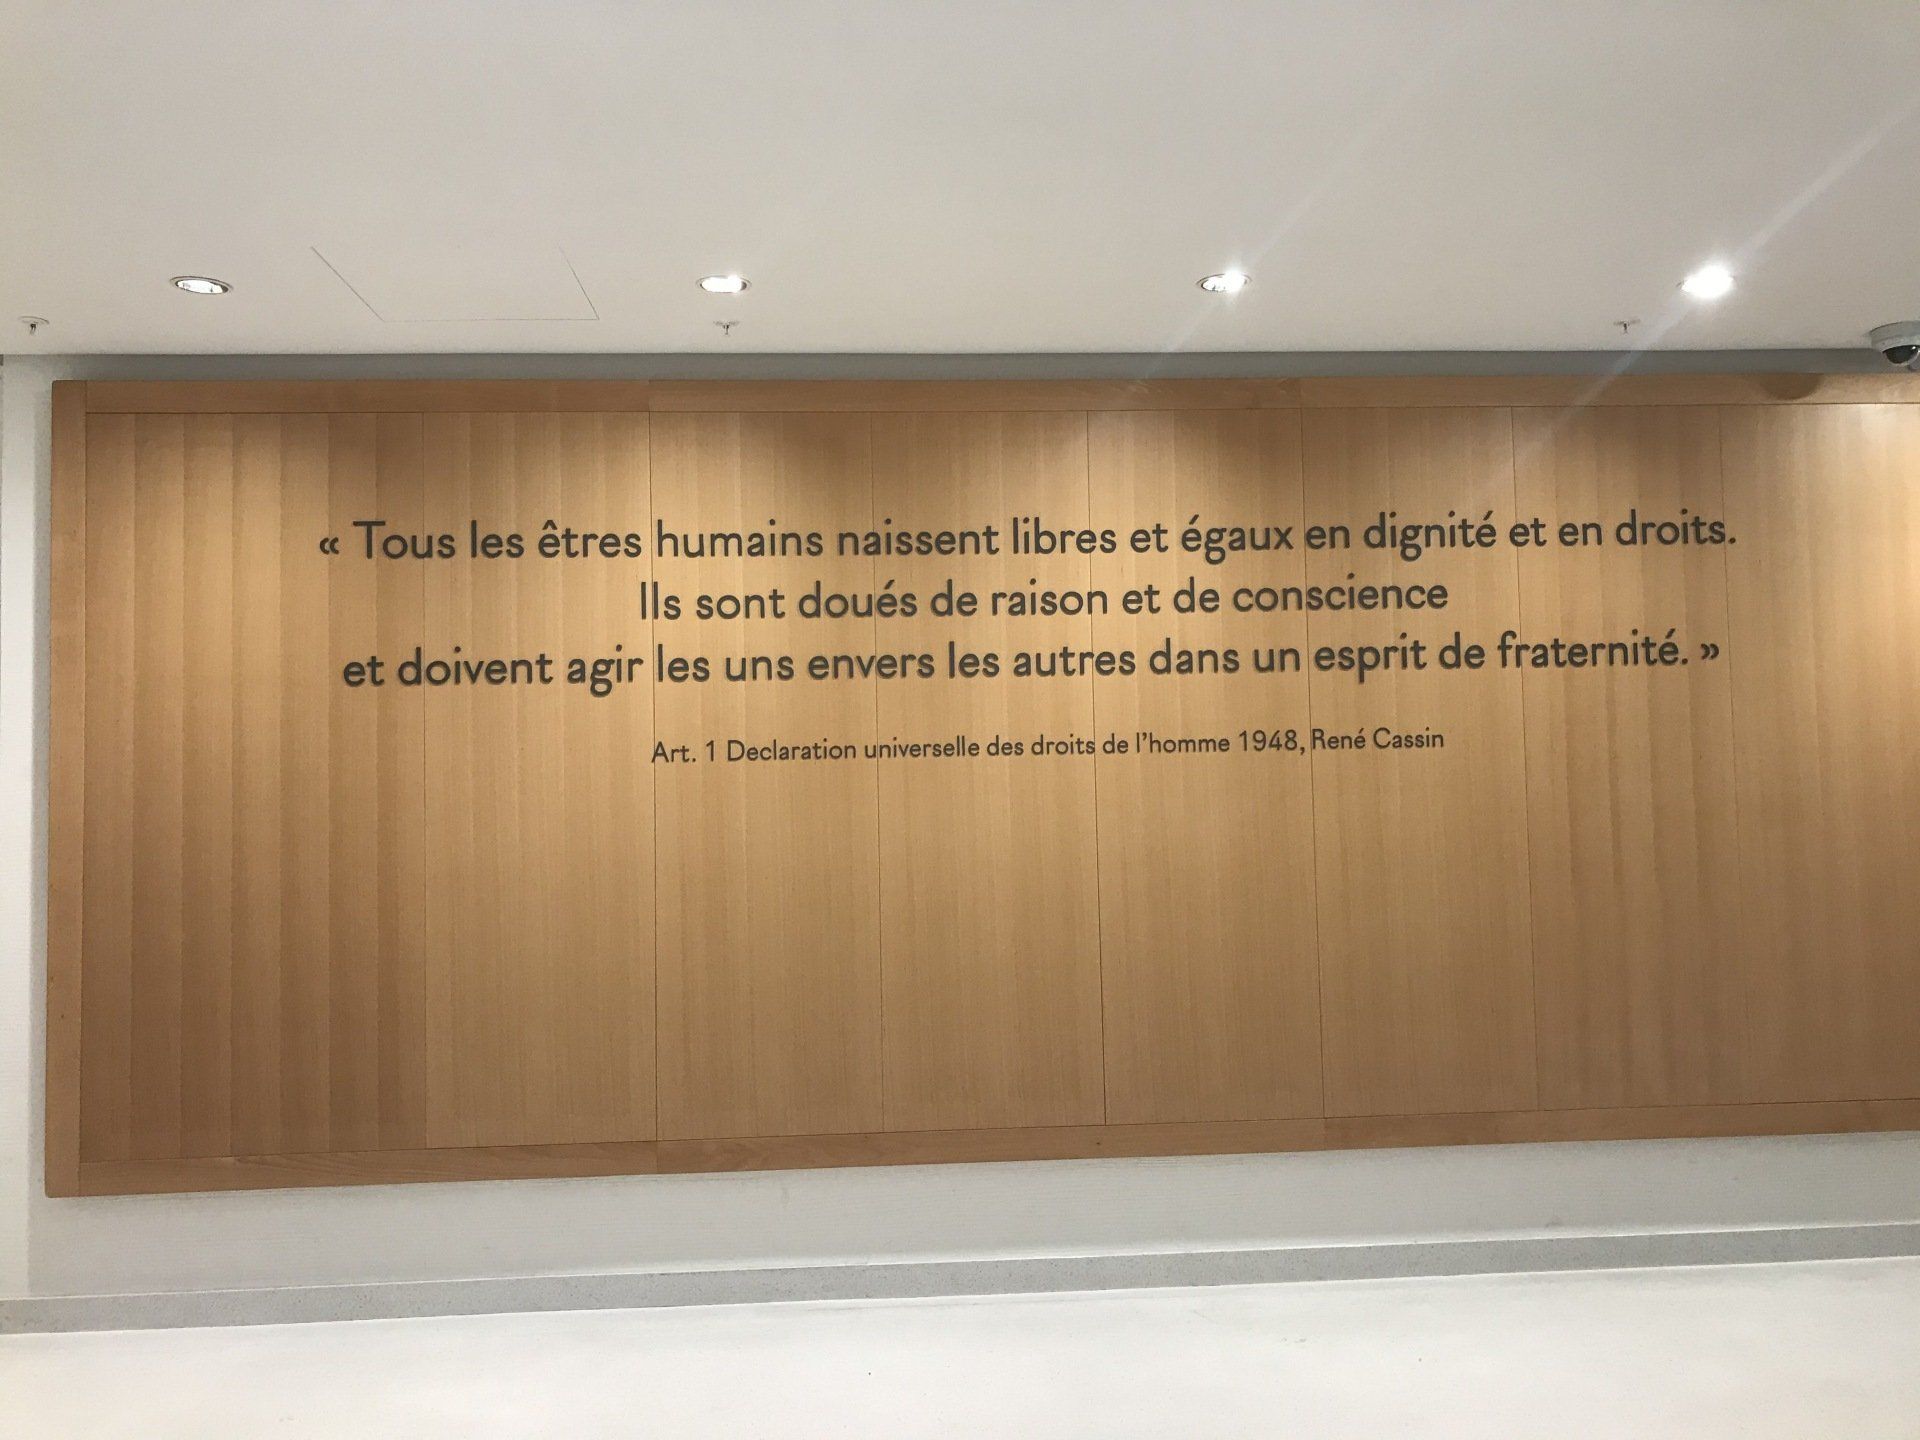 « Tous les êtres humains naissent libres et égaux en dignité et en droits.
Ils sont doués de raison et de conscience
et doivent agir les uns envers les autres dans un esprit de fraternité. »
Art. 1 Declaration universelle des droits de l'homme 1948, René Cassin